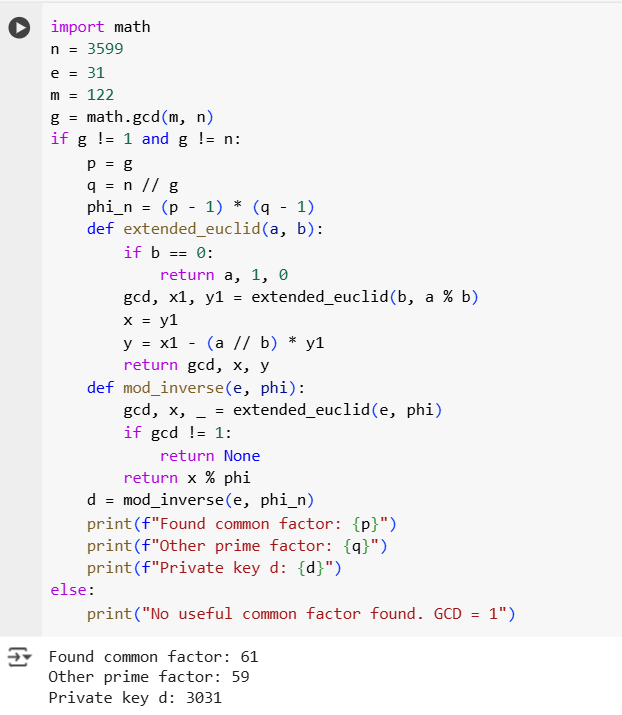 import math
n = 3599
e = 31
m = 122
g = math.gcd(m, n)
if g != 1 and g != n:
    p = g
    q = n // g
    phi_n = (p - 1) * (q - 1)
    def extended_euclid(a, b):
        if b == 0:
            return a, 1, 0
        gcd, x1, y1 = extended_euclid(b, a % b)
        x = y1
        y = x1 - (a // b) * y1
        return gcd, x, y
    def mod_inverse(e, phi):
        gcd, x, _ = extended_euclid(e, phi)
        if gcd != 1:
            return None
        return x % phi
    d = mod_inverse(e, phi_n)
    print(f"Found common factor: {p}")
    print(f"Other prime factor: {q}")
    print(f"Private key d: {d}")
else:
    print("No useful common factor found. GCD = 1")
Found common factor: 61
Other prime factor: 59
Private key d: 3031